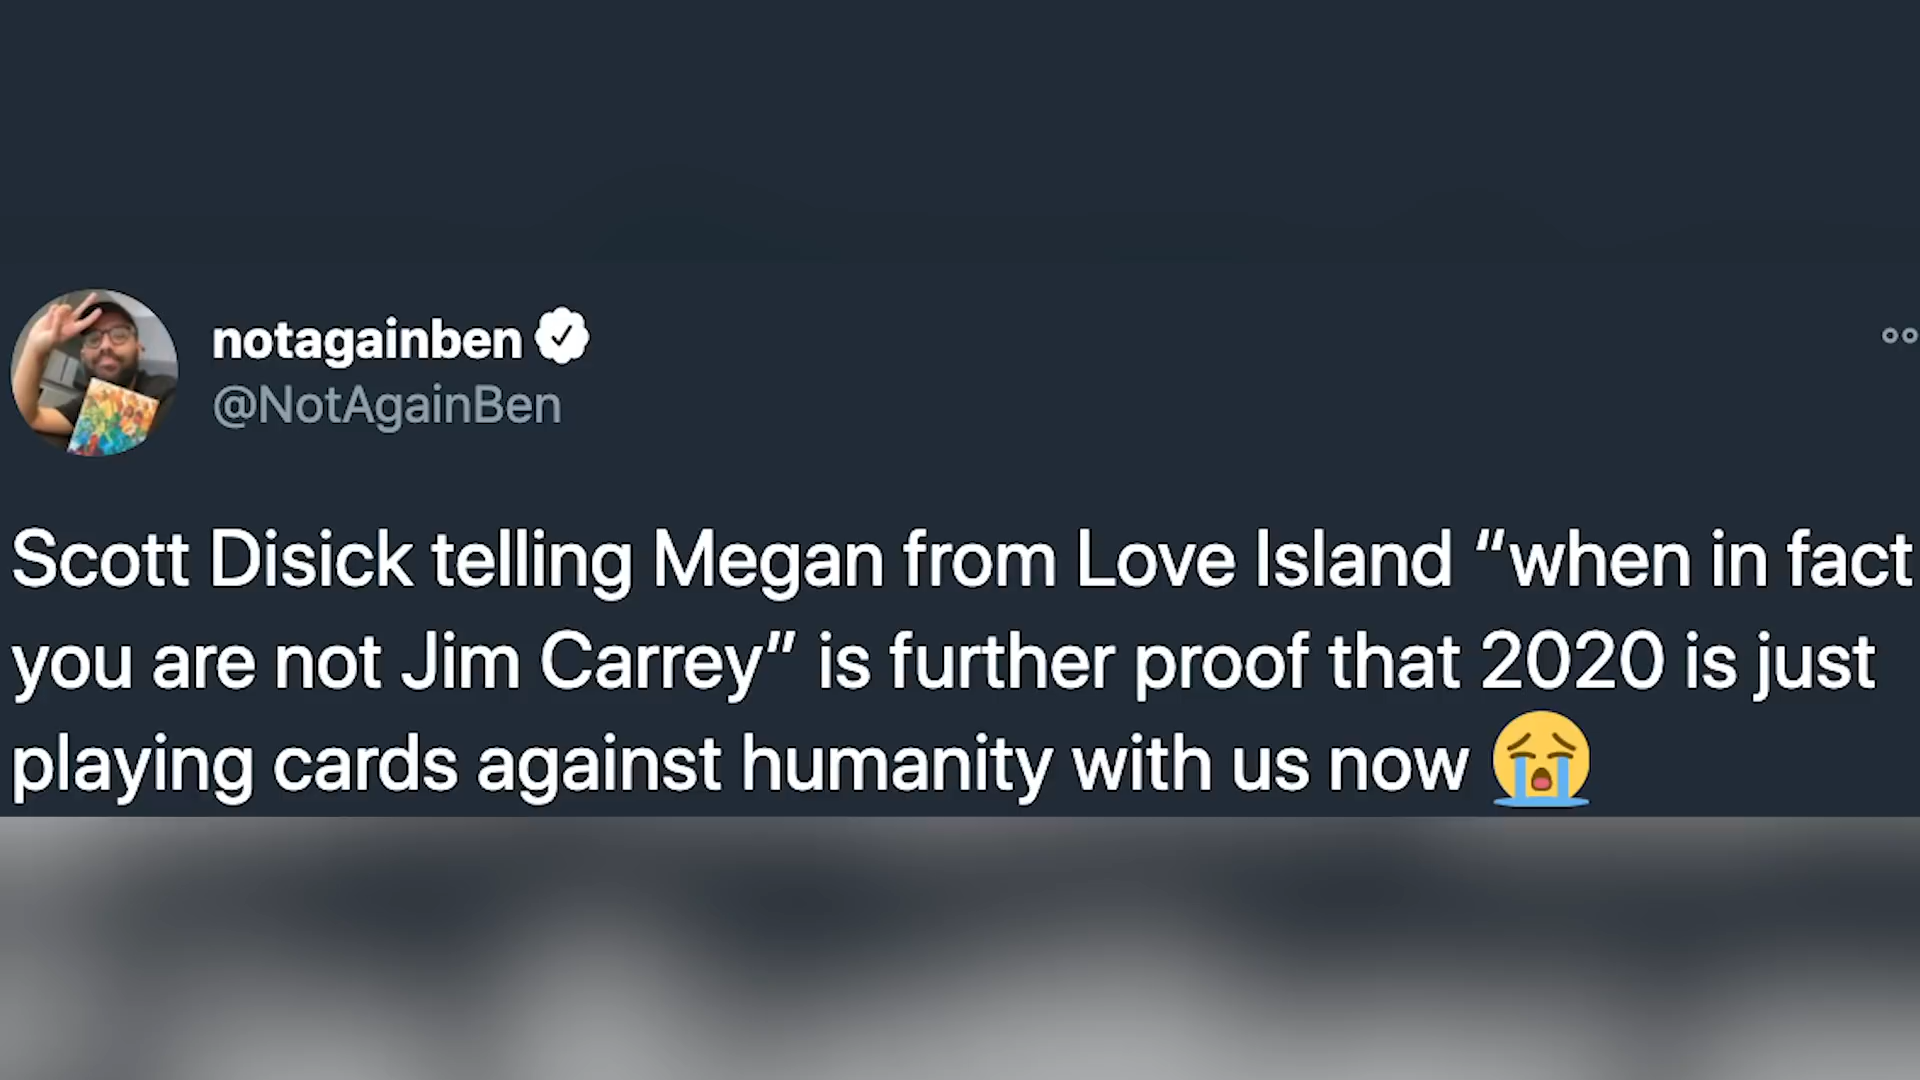 notagainben
@NotAgainBen
Scott Disick telling Megan from Love Island “when in fact
you are not Jim Carrey” is further proof that 2020 is just
playing cards against humanity with us now 😭